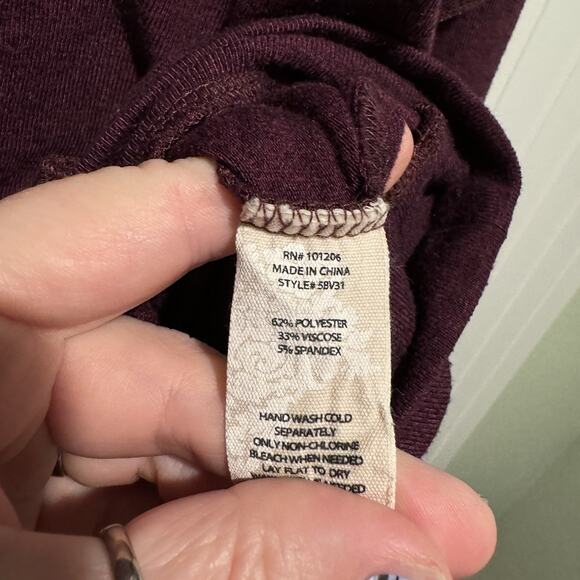 RN# 101206
MADE IN CHINA
STYLE# 5BV31
62% POLYESTER
33% VISCOSE
5% SPANDEX
HAND WASH COLD
SEPARATELY
ONLY NON-CHLORINE
BLEACH WHEN NEEDED
LAY FLAT TO DRY